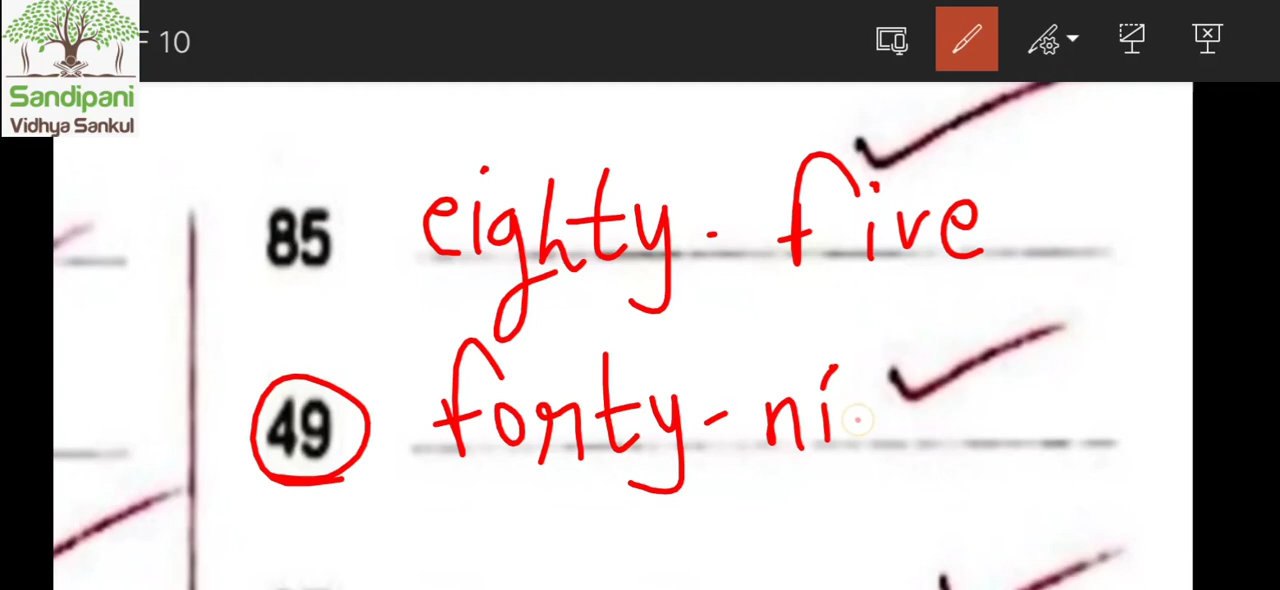 F 10
Sandipani
Vidhya Sankul
85 eighty-five
49 forty-ni